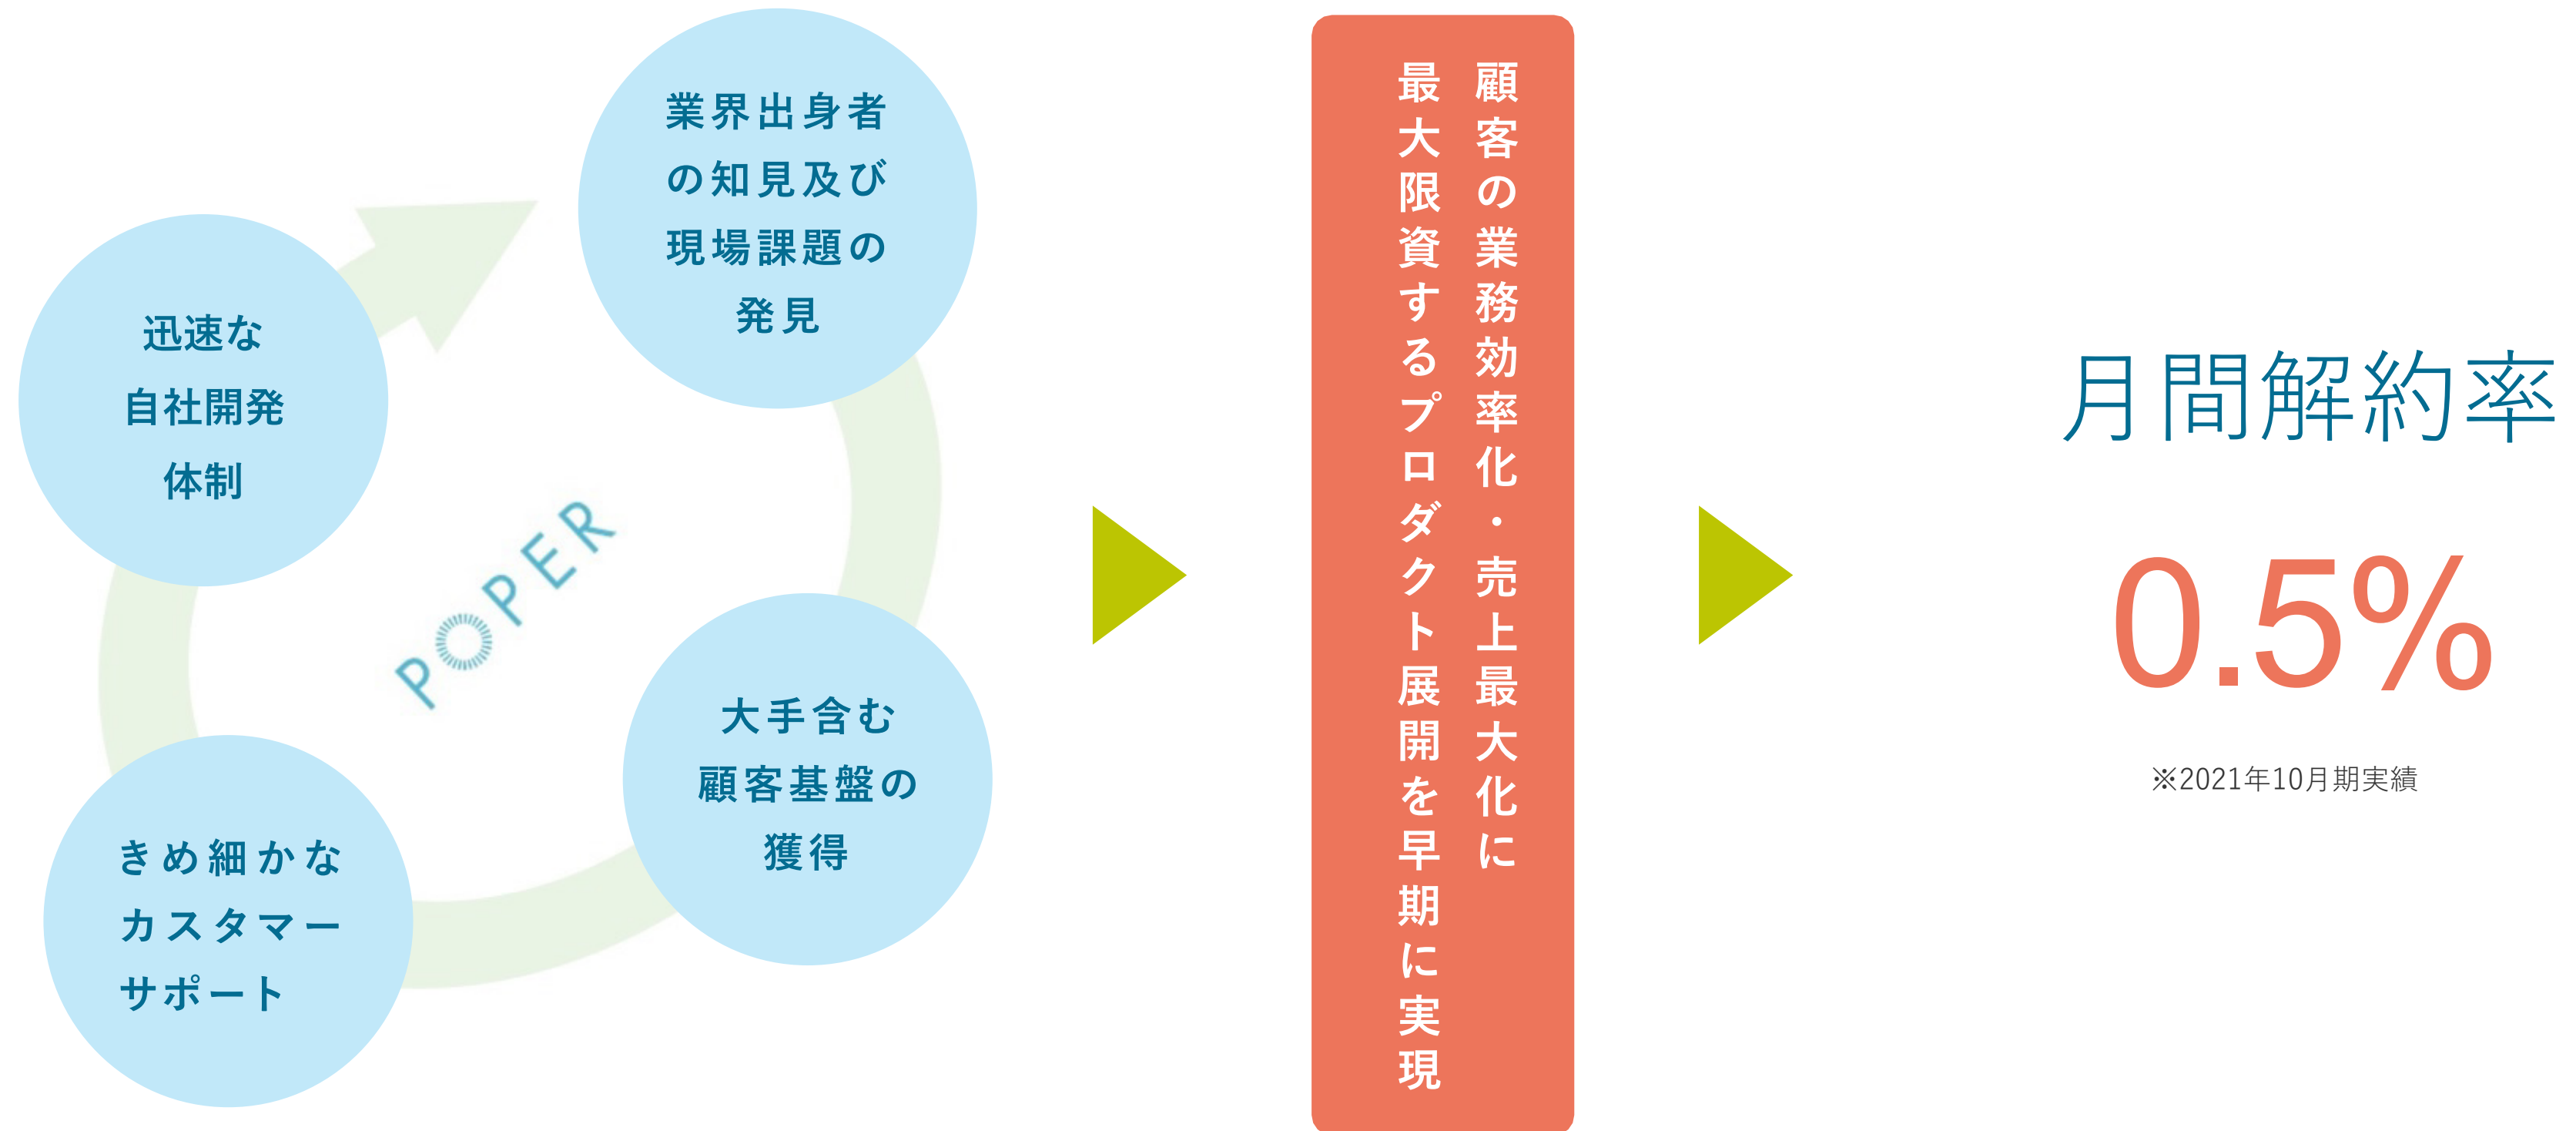 業界出身者
の知見及び
現場課題の
発見
迅速な
自社開発
体制
POPER
大手含む
顧客基盤の
獲得
きめ細かな
カスタマー
サポート
顧客の業務効率化・売上最大化に
最大限資するプロダクト展開を早期に実現
月間解約率
0.5%
※2021年10月期実績